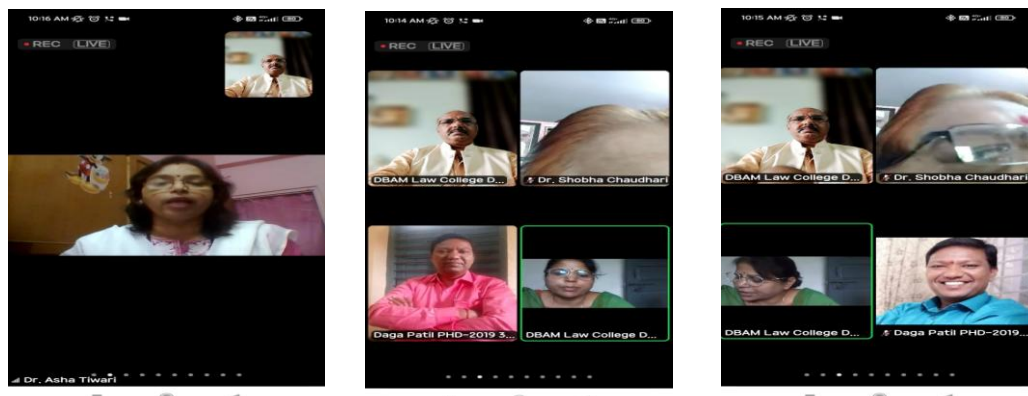 10:16 AM
REC LIVE
Dr. Asha Tiwari
10:14 AM
REC LIVE
DBAM Law College D...
Dr. Shobha Chaudhari
Daga Patil PHD-2019 3...
DBAM Law College D...
10:15 AM
REC LIVE
DBAM Law College D...
Dr. Shobha Chaudhari
DBAM Law College D...
Daga Patil PHD-2019...